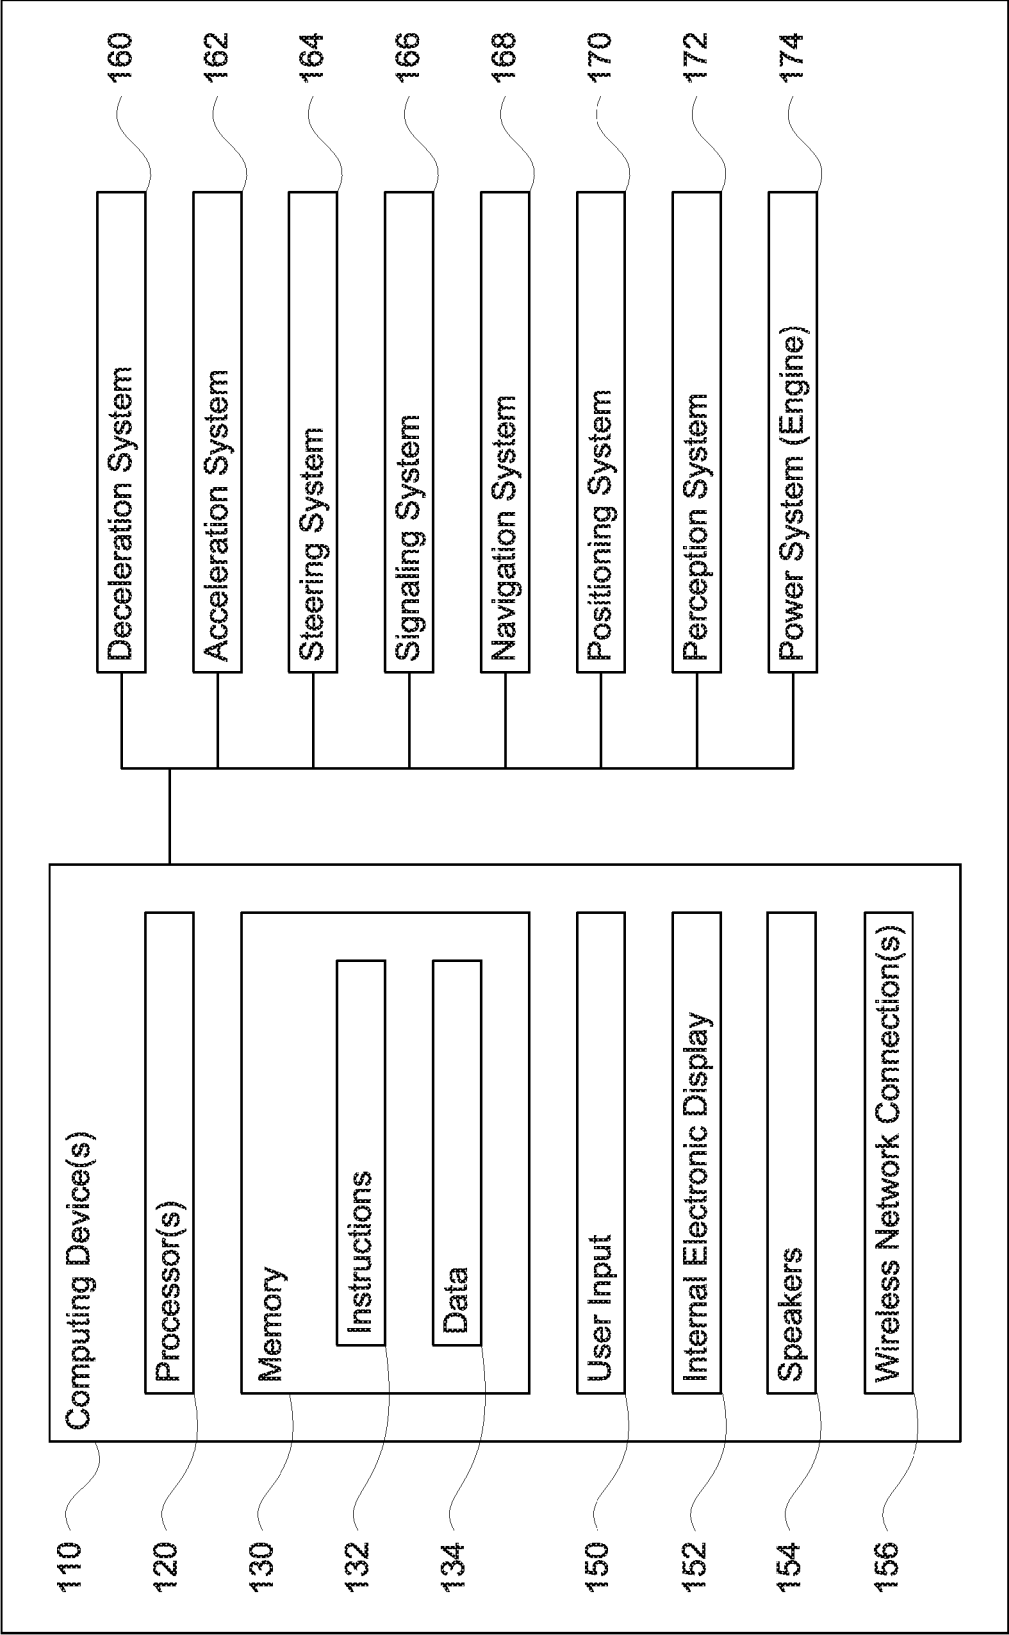 110
Computing Device(s)
120
Processor(s)
130
Memory
132
Instructions
134
Data
150
User Input
152
Internal Electronic Display
154
Speakers
156
Wireless Network Connection(s)
Deceleration System
160
Acceleration System
162
Steering System
164
Signaling System
166
Navigation System
168
Positioning System
170
Perception System
172
Power System (Engine)
174